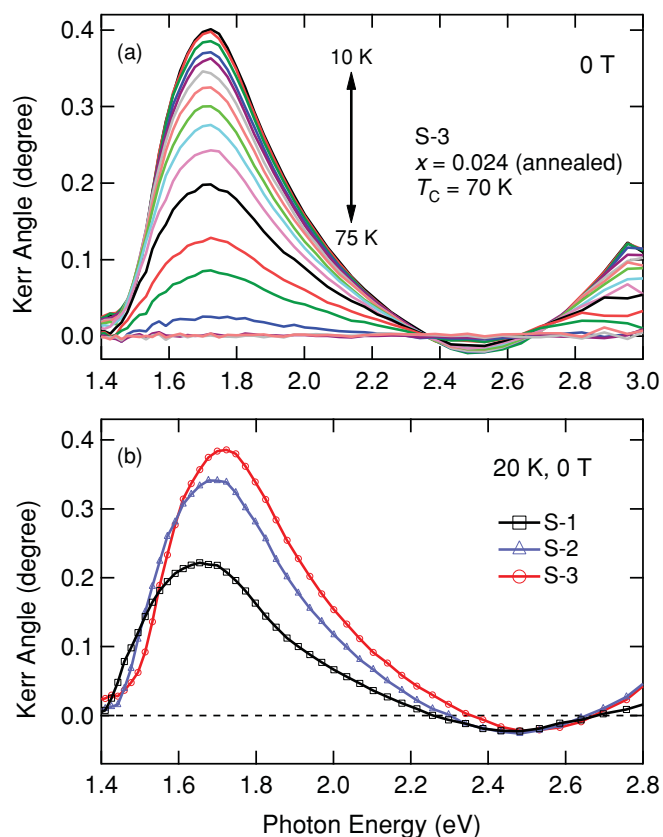 (a)
10 K
0 T
S-3
x = 0.024 (annealed)
T_C = 70 K
75 K
Kerr Angle (degree)
0.4
0.3
0.2
0.1
0.0
1.4 1.6 1.8 2.0 2.2 2.4 2.6 2.8 3.0
(b)
20 K, 0 T
S-1
S-2
S-3
Kerr Angle (degree)
0.4
0.3
0.2
0.1
0.0
1.4 1.6 1.8 2.0 2.2 2.4 2.6 2.8
Photon Energy (eV)